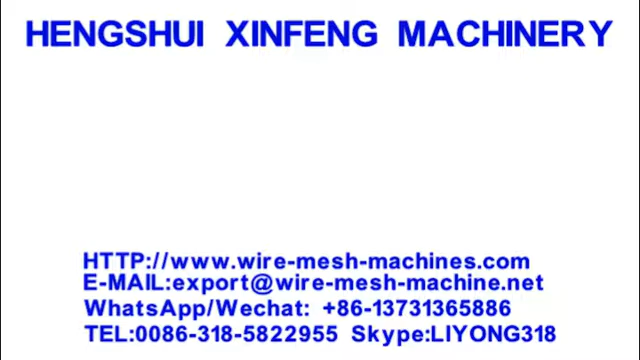 HENGSHUI XINFENG MACHINERY
HTTP://www.wire-mesh-machines.com
E-MAIL:export@wire-mesh-machine.net
WhatsApp/Wechat: +86-13731365886
TEL:0086-318-5822955 Skype:LIYONG318